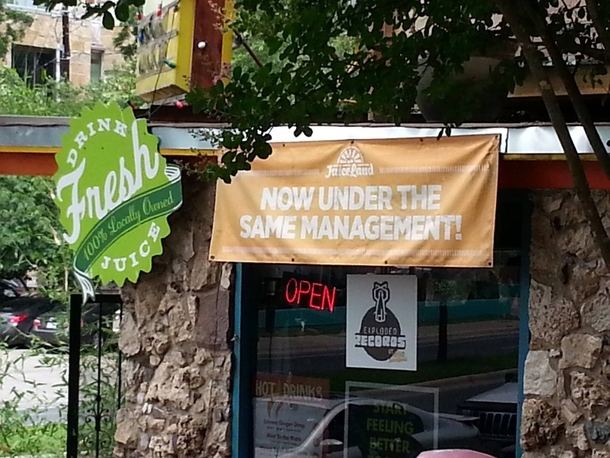 DRINK
Fresh
100% Locally Owned
JUICE
JuiceLand
NOW UNDER THE
SAME MANAGEMENT!
OPEN
EXPLODED
RECORDS
HOT DRINKS
START
FEELING
BETTER